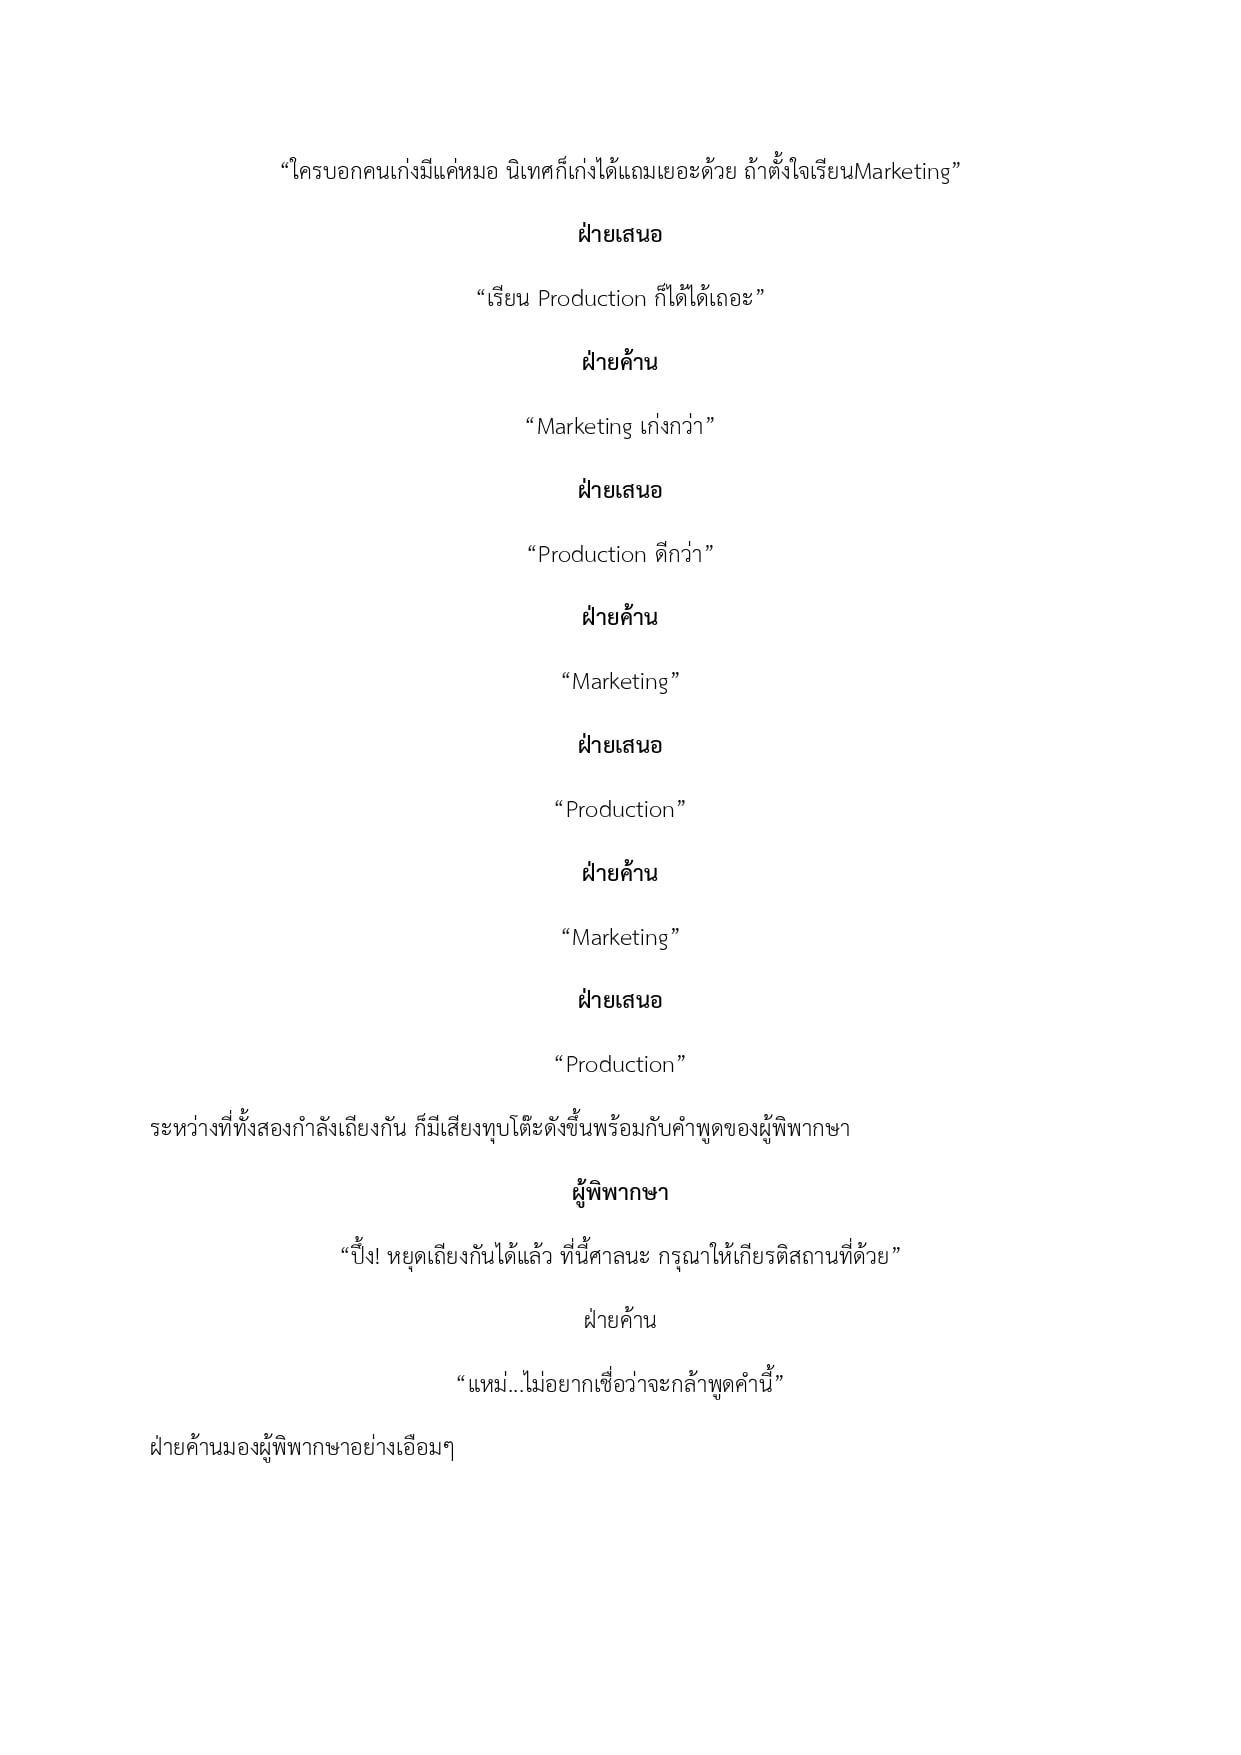 “ใครบอกคนเก่งมีแค่หมอ นิเทศก็เก่งได้แถมเยอะด้วย ถ้าตั้งใจเรียนMarketing”
ฝ่ายเสนอ
“เรียน Production ก็ได้ได้เถอะ”
ฝ่ายค้าน
“Marketing เก่งกว่า”
ฝ่ายเสนอ
“Production ดีกว่า”
ฝ่ายค้าน
“Marketing”
ฝ่ายเสนอ
“Production”
ฝ่ายค้าน
“Marketing”
ฝ่ายเสนอ
“Production”
ระหว่างที่ทั้งสองกำลังเถียงกัน ก็มีเสียงทุบโต๊ะดังขึ้นพร้อมกับคำพูดของผู้พิพากษา
ผู้พิพากษา
“ปึ้ง! หยุดเถียงกันได้แล้ว ที่นี้ศาลนะ กรุณาให้เกียรติสถานที่ด้วย”
ฝ่ายค้าน
“แหม่...ไม่อยากเชื่อว่าจะกล้าพูดคำนี้”
ฝ่ายค้านมองผู้พิพากษาอย่างเอือมๆ